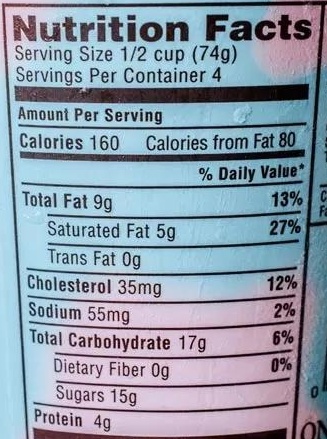 Nutrition Facts
Serving Size 1/2 cup (74g)
Servings Per Container 4
Amount Per Serving
Calories 160 Calories from Fat 80
% Daily Value*
Total Fat 9g 13%
Saturated Fat 5g 27%
Trans Fat 0g
Cholesterol 35mg 12%
Sodium 55mg 2%
Total Carbohydrate 17g 6%
Dietary Fiber 0g 0%
Sugars 15g
Protein 4g